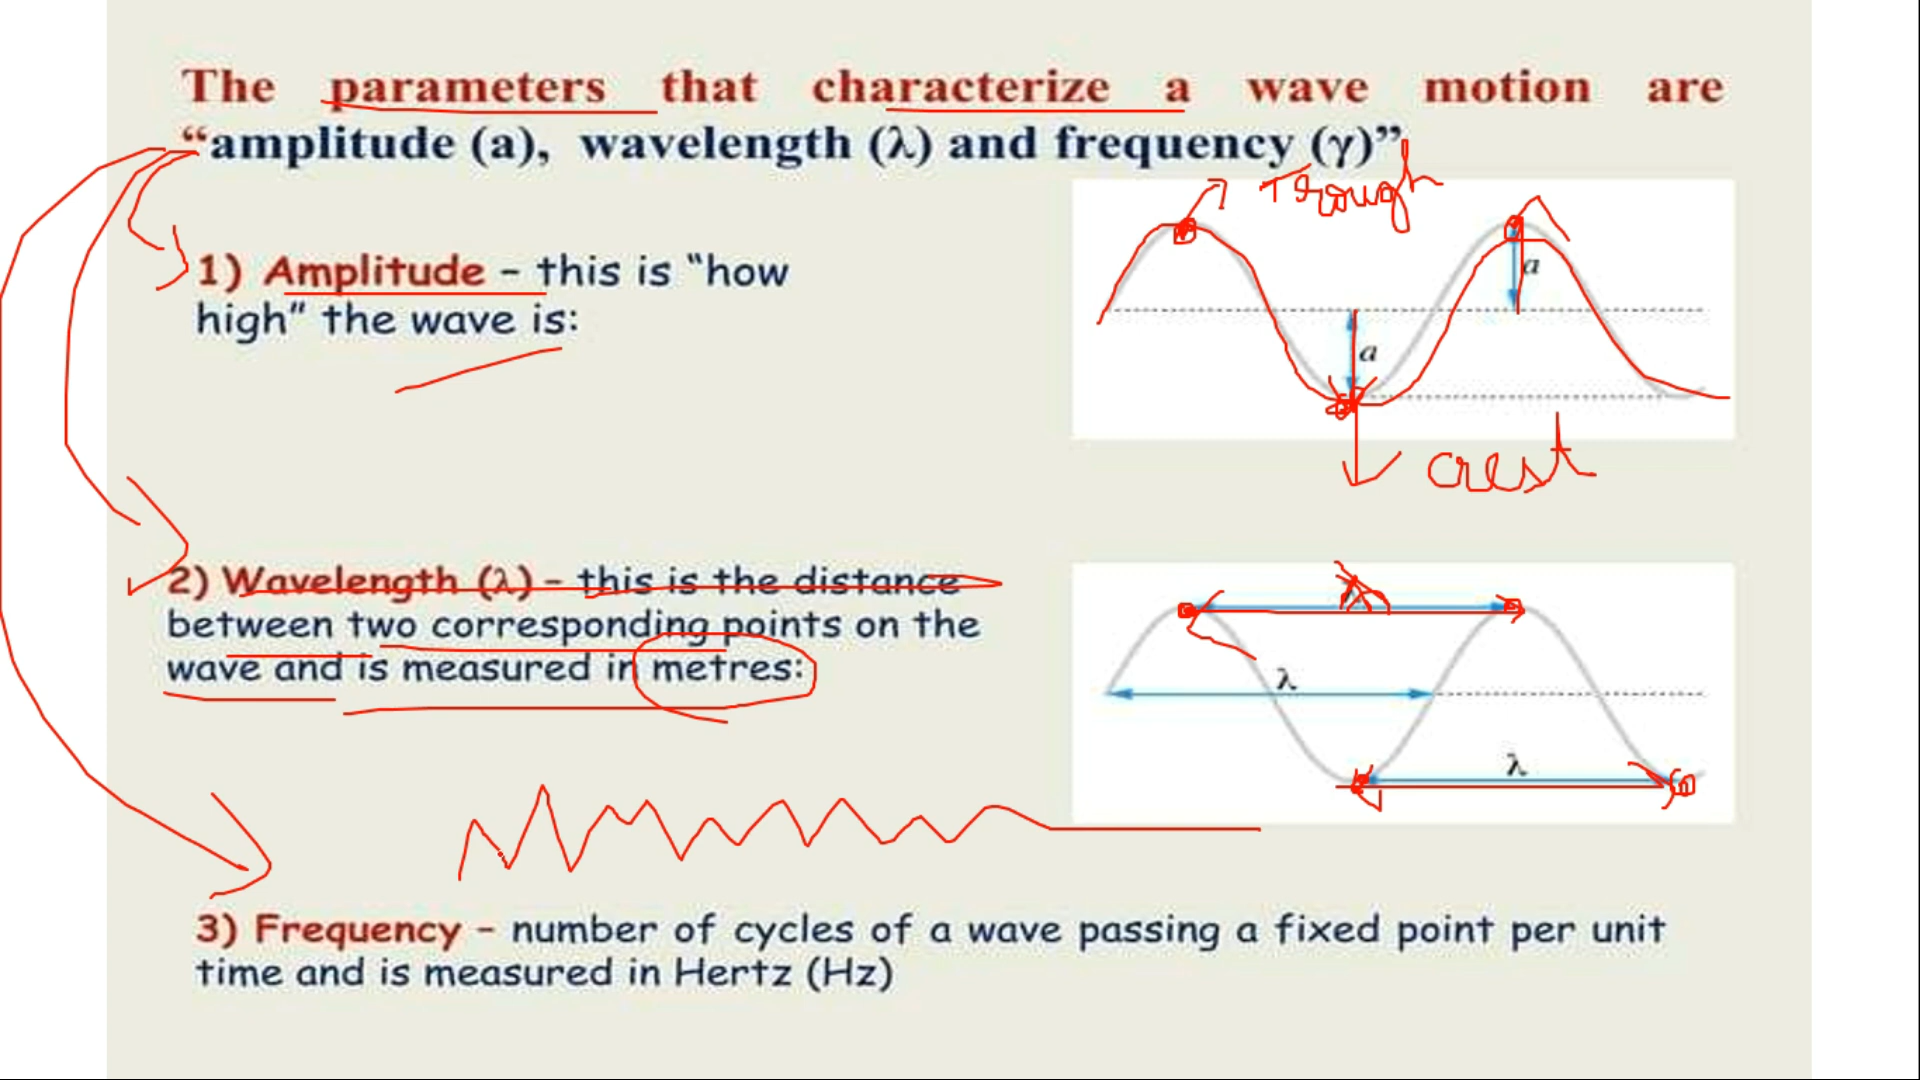 The parameters that characterize a wave motion are
“amplitude (a), wavelength (λ) and frequency (γ)”
Trough
1) Amplitude – this is “how
high” the wave is:
a
a
crest
2) Wavelength (λ) – this is the distance
between two corresponding points on the
wave and is measured in metres:
λ
λ
λ
3) Frequency – number of cycles of a wave passing a fixed point per unit
time and is measured in Hertz (Hz)